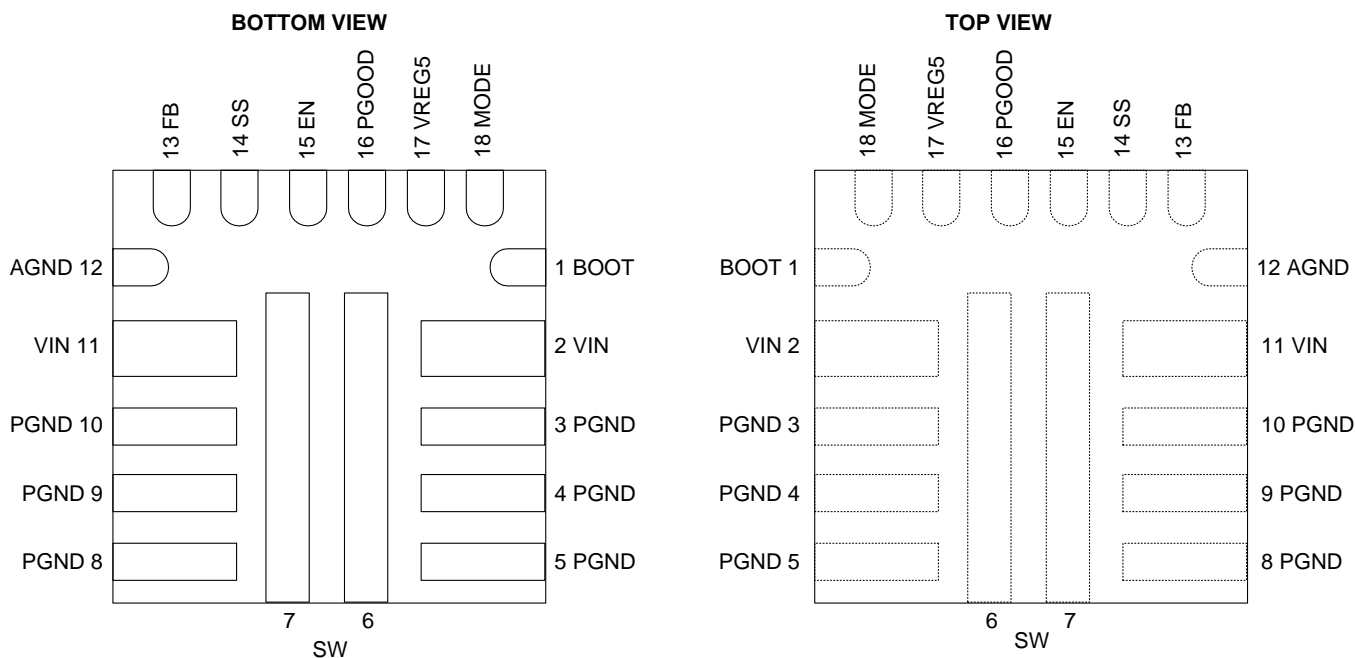 BOTTOM VIEW
13 FB
14 SS
15 EN
16 PGOOD
17 VREG5
18 MODE
AGND 12
1 BOOT
VIN 11
2 VIN
PGND 10
3 PGND
PGND 9
4 PGND
PGND 8
5 PGND
7
6
SW
TOP VIEW
18 MODE
17 VREG5
16 PGOOD
15 EN
14 SS
13 FB
BOOT 1
12 AGND
VIN 2
11 VIN
PGND 3
10 PGND
PGND 4
9 PGND
PGND 5
8 PGND
6
7
SW